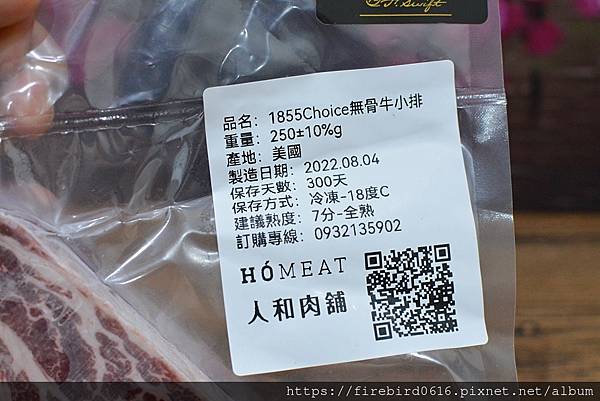 G.F. Swift
品名: 1855Choice無骨牛小排
重量: 250±10%g
產地: 美國
製造日期: 2022.08.04
保存天數: 300天
保存方式: 冷凍-18度C
建議熟度: 7分-全熟
訂購專線: 0932135902
HÓMEAT
人和肉舖
https://firebird0616.pixnet.net/album